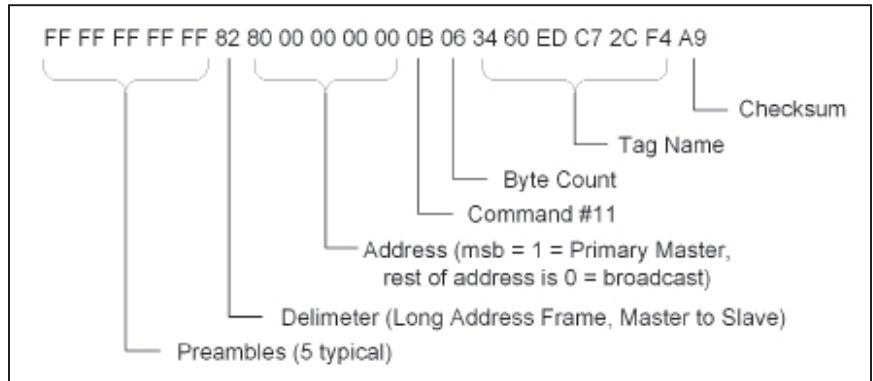 FF FF FF FF FF 82 80 00 00 00 00 0B 06 34 60 ED C7 2C F4 A9
Checksum
Tag Name
Byte Count
Command #11
Address (msb = 1 = Primary Master,
rest of address is 0 = broadcast)
Delimeter (Long Address Frame, Master to Slave)
Preambles (5 typical)